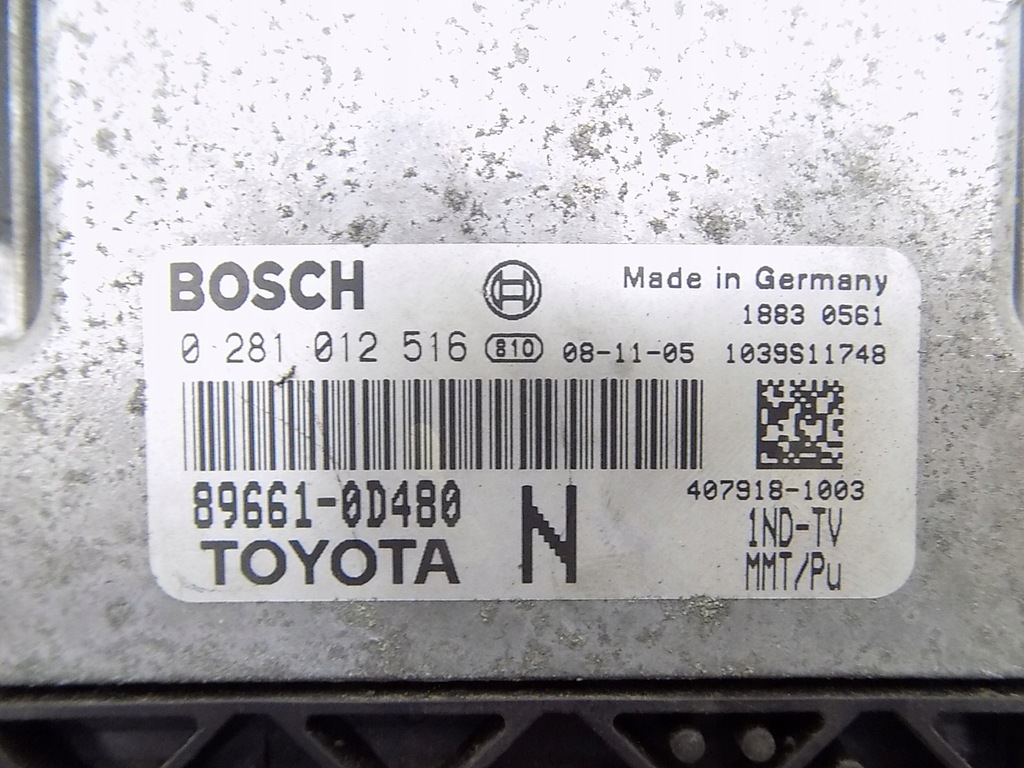 BOSCH
Made in Germany
1883 0561
0 281 012 516 810 08-11-05 1039S11748
407918-1003
89661-0D480
N
1ND-TV
TOYOTA
MMT/Pu